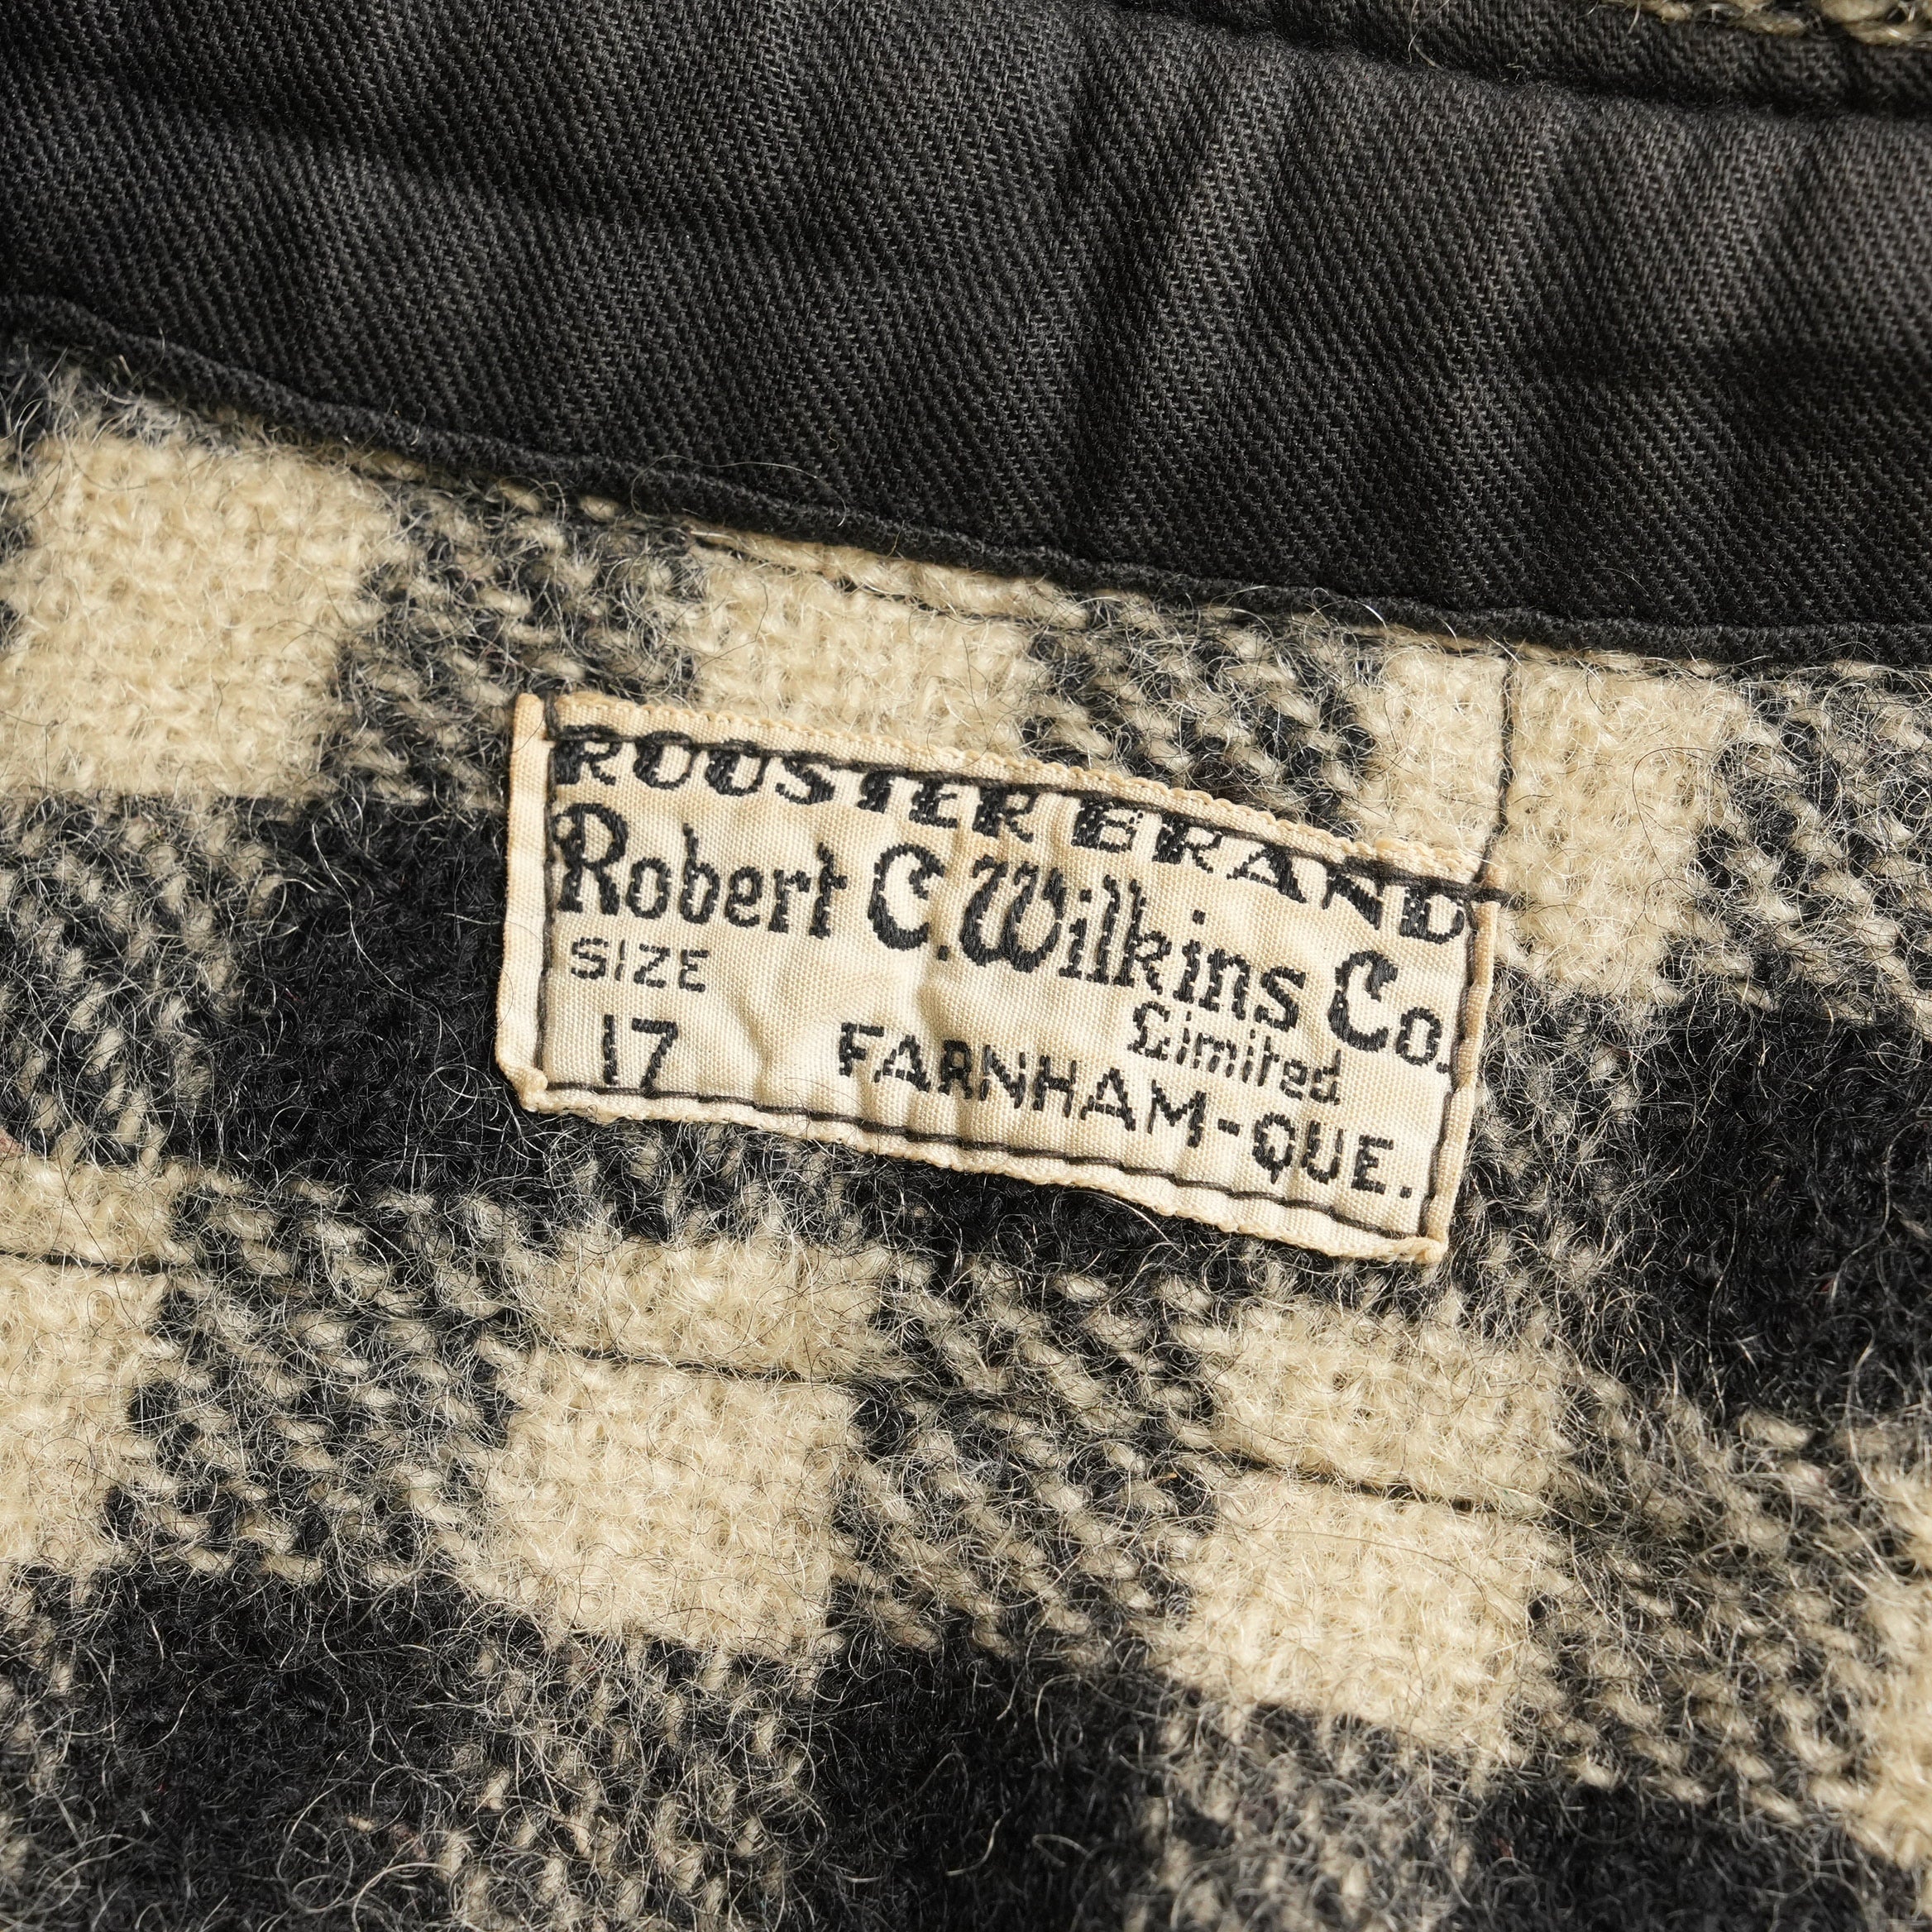 ROOSTER BRAND
Robert C. Wilkins Co.
Limited
SIZE
17
FARNHAM-QUE.